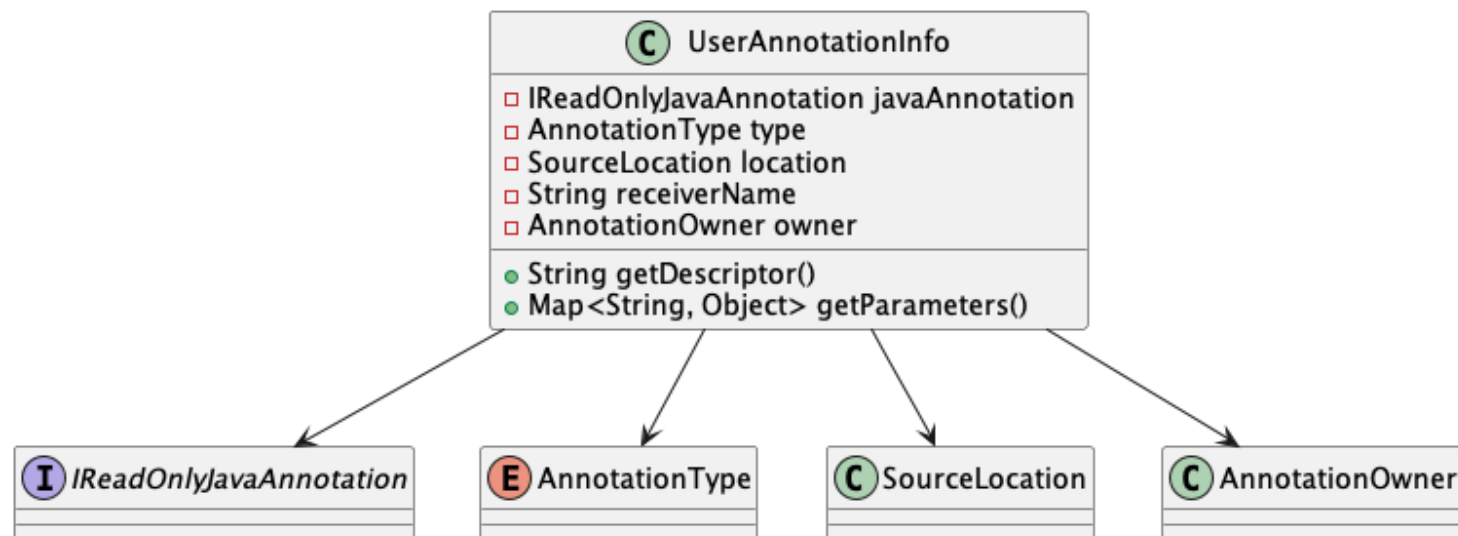 C UserAnnotationInfo
IReadOnlyJavaAnnotation javaAnnotation
AnnotationType type
SourceLocation location
String receiverName
AnnotationOwner owner
String getDescriptor()
Map<String, Object> getParameters()
I IReadOnlyJavaAnnotation
E AnnotationType
C SourceLocation
C AnnotationOwner